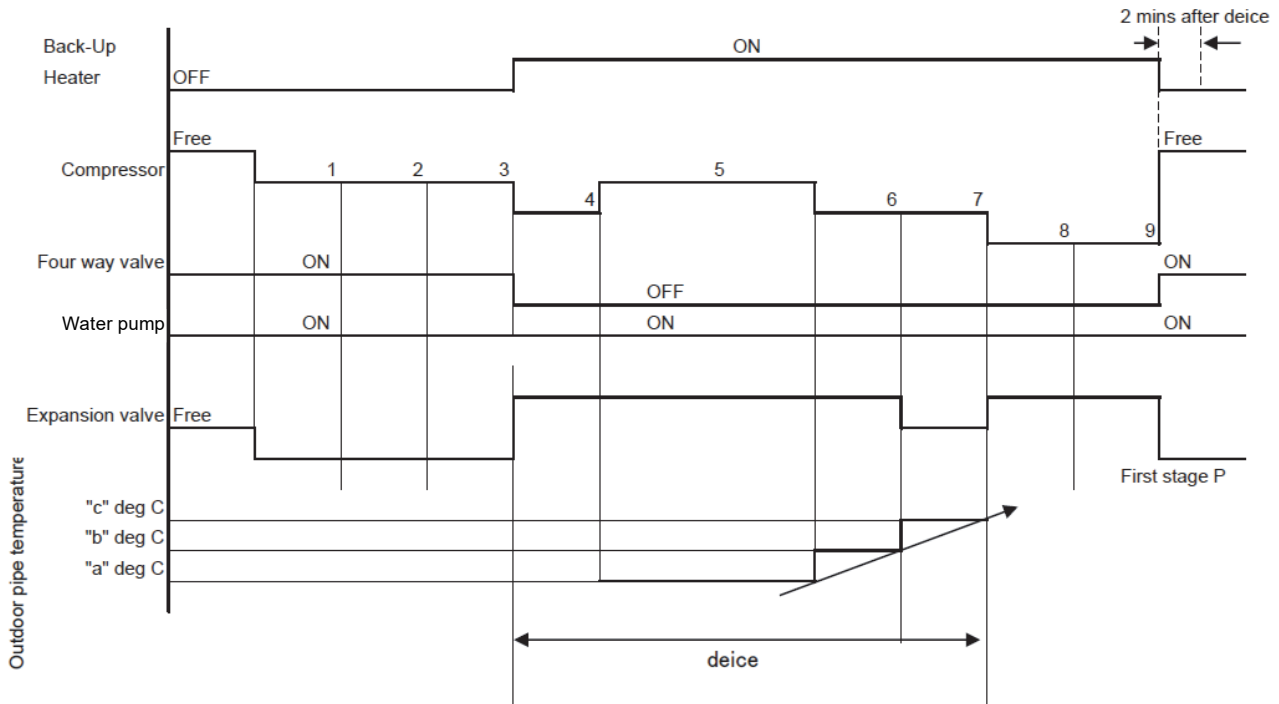 2 mins after deice
Back-Up
Heater
OFF
ON
Free
Free
Compressor
1
2
3
4
5
6
7
8
9
Four way valve
ON
OFF
ON
Water pump
ON
ON
ON
Expansion valve
Free
First stage P
Outdoor pipe temperature
"c" deg C
"b" deg C
"a" deg C
deice